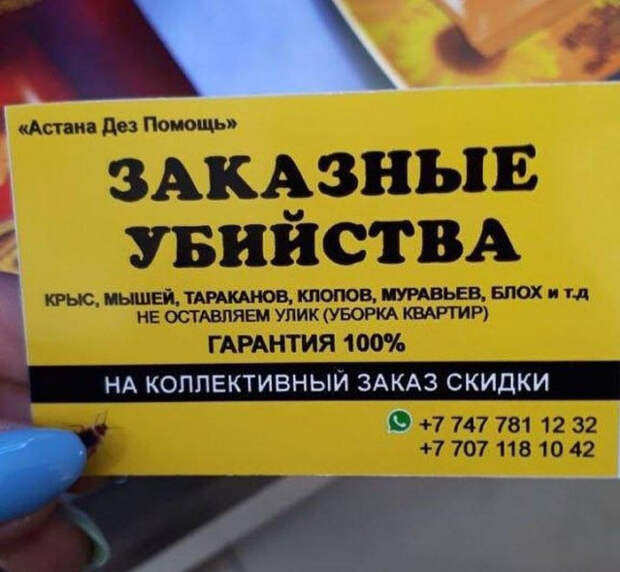 «Астана Дез Помощь»
ЗАКАЗНЫЕ
УБИЙСТВА
КРЫС, МЫШЕЙ, ТАРАКАНОВ, КЛОПОВ, МУРАВЬЕВ, БЛОХ и т.д
НЕ ОСТАВЛЯЕМ УЛИК (УБОРКА КВАРТИР)
ГАРАНТИЯ 100%
НА КОЛЛЕКТИВНЫЙ ЗАКАЗ СКИДКИ
+7 747 781 12 32
+7 707 118 10 42